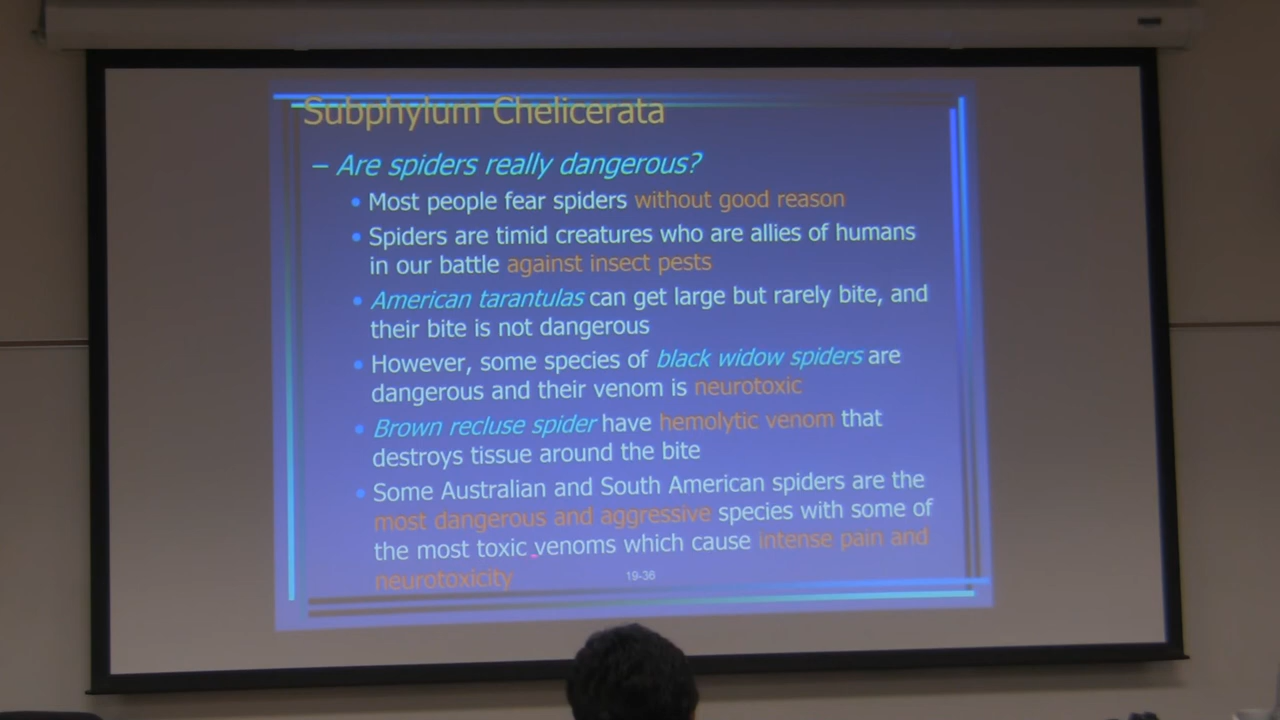 Subphylum Chelicerata
– Are spiders really dangerous?
• Most people fear spiders without good reason
• Spiders are timid creatures who are allies of humans
in our battle against insect pests
• American tarantulas can get large but rarely bite, and
their bite is not dangerous
• However, some species of black widow spiders are
dangerous and their venom is neurotoxic
• Brown recluse spider have hemolytic venom that
destroys tissue around the bite
• Some Australian and South American spiders are the
most dangerous and aggressive species with some of
the most toxic venoms which cause intense pain and
neurotoxicity
19-36